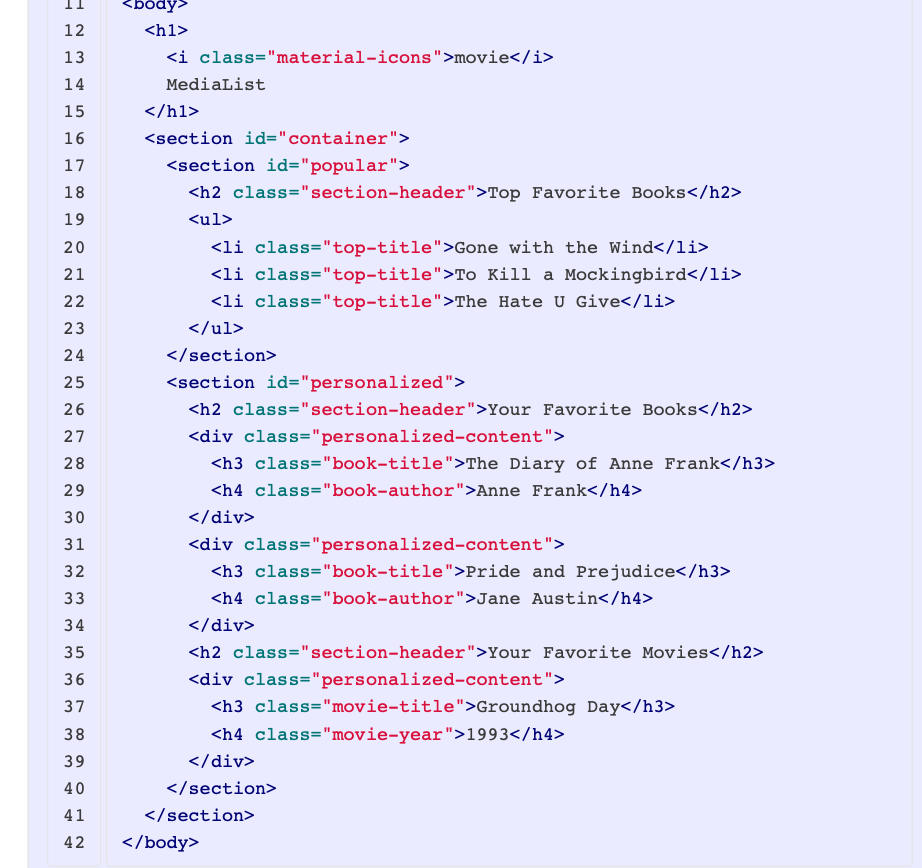 11 <body>
12 <h1>
13 <i class="material-icons">movie</i>
14 MediaList
15 </h1>
16 <section id="container">
17 <section id="popular">
18 <h2 class="section-header">Top Favorite Books</h2>
19 <ul>
20 <li class="top-title">Gone with the Wind</li>
21 <li class="top-title">To Kill a Mockingbird</li>
22 <li class="top-title">The Hate U Give</li>
23 </ul>
24 </section>
25 <section id="personalized">
26 <h2 class="section-header">Your Favorite Books</h2>
27 <div class="personalized-content">
28 <h3 class="book-title">The Diary of Anne Frank</h3>
29 <h4 class="book-author">Anne Frank</h4>
30 </div>
31 <div class="personalized-content">
32 <h3 class="book-title">Pride and Prejudice</h3>
33 <h4 class="book-author">Jane Austin</h4>
34 </div>
35 <h2 class="section-header">Your Favorite Movies</h2>
36 <div class="personalized-content">
37 <h3 class="movie-title">Groundhog Day</h3>
38 <h4 class="movie-year">1993</h4>
39 </div>
40 </section>
41 </section>
42 </body>